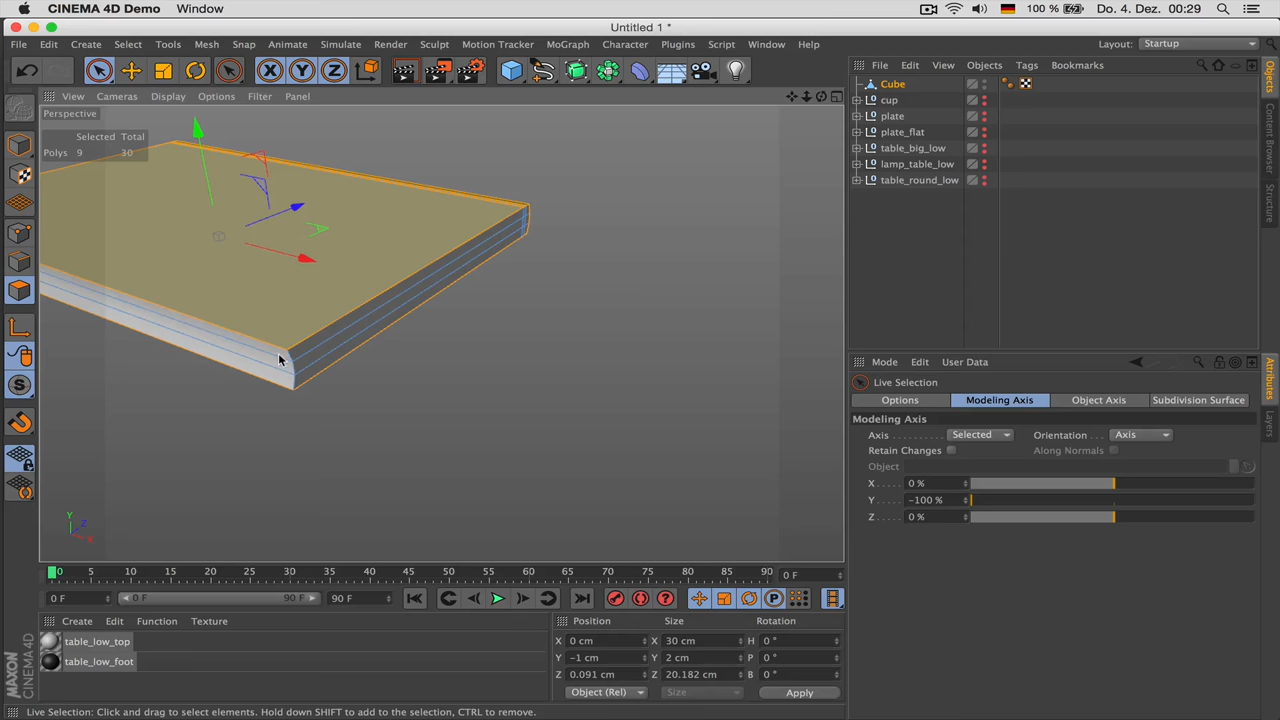 CINEMA 4D Demo Window 100 % Do. 4. Dez. 00:29
Untitled 1 *
File Edit Create Select Tools Mesh Snap Animate Simulate Render Sculpt Motion Tracker MoGraph Character Plugins Script Window Help Layout: Startup
X Y Z
File Edit View Objects Tags Bookmarks
View Cameras Display Options Filter Panel
Perspective
Selected Total
Polys 9 30
Cube
cup
plate
plate_flat
table_big_low
lamp_table_low
table_round_low
Objects
Content Browser
Structure
Mode Edit User Data
Live Selection
Options Modeling Axis Object Axis Subdivision Surface
Modeling Axis
Axis Selected Orientation Axis
Retain Changes Along Normals
Object
X 0 %
Y -100 %
Z 0 %
Attributes
Layers
Y
Z
X
S
0 5 10 15 20 25 30 35 40 45 50 55 60 65 70 75 80 85 90 0 F
0 F 0 F 90 F 90 F
P
Create Edit Function Texture
table_low_top
table_low_foot
Position Size Rotation
X 0 cm X 30 cm H 0 °
Y -1 cm Y 2 cm P 0 °
Z 0.091 cm Z 20.182 cm B 0 °
Object (Rel) Size Apply
MAXON CINEMA 4D
Live Selection: Click and drag to select elements. Hold down SHIFT to add to the selection, CTRL to remove.